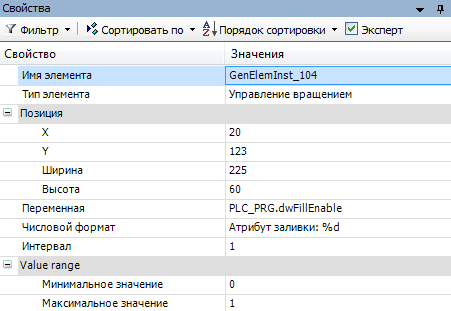 Свойства
Фильтр Сортировать по Порядок сортировки Эксперт
Свойство Значения
Имя элемента GenElemInst_104
Тип элемента Управление вращением
Позиция
X 20
Y 123
Ширина 225
Высота 60
Переменная PLC_PRG.dwFillEnable
Числовой формат Атрибут заливки: %d
Интервал 1
Value range
Минимальное значение 0
Максимальное значение 1